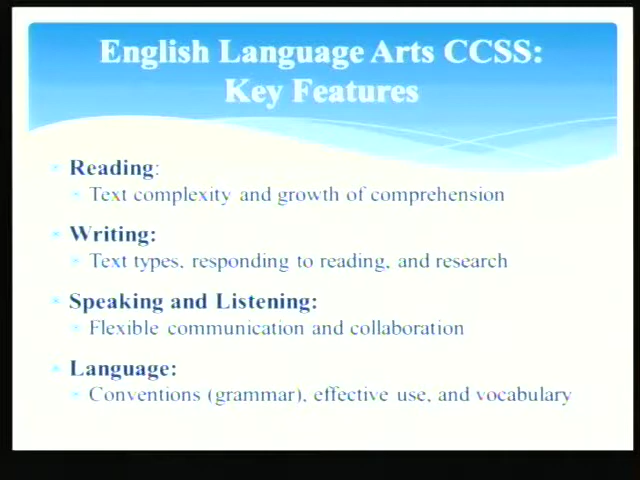 English Language Arts CCSS:
Key Features
Reading:
Text complexity and growth of comprehension
Writing:
Text types, responding to reading, and research
Speaking and Listening:
Flexible communication and collaboration
Language:
Conventions (grammar), effective use, and vocabulary